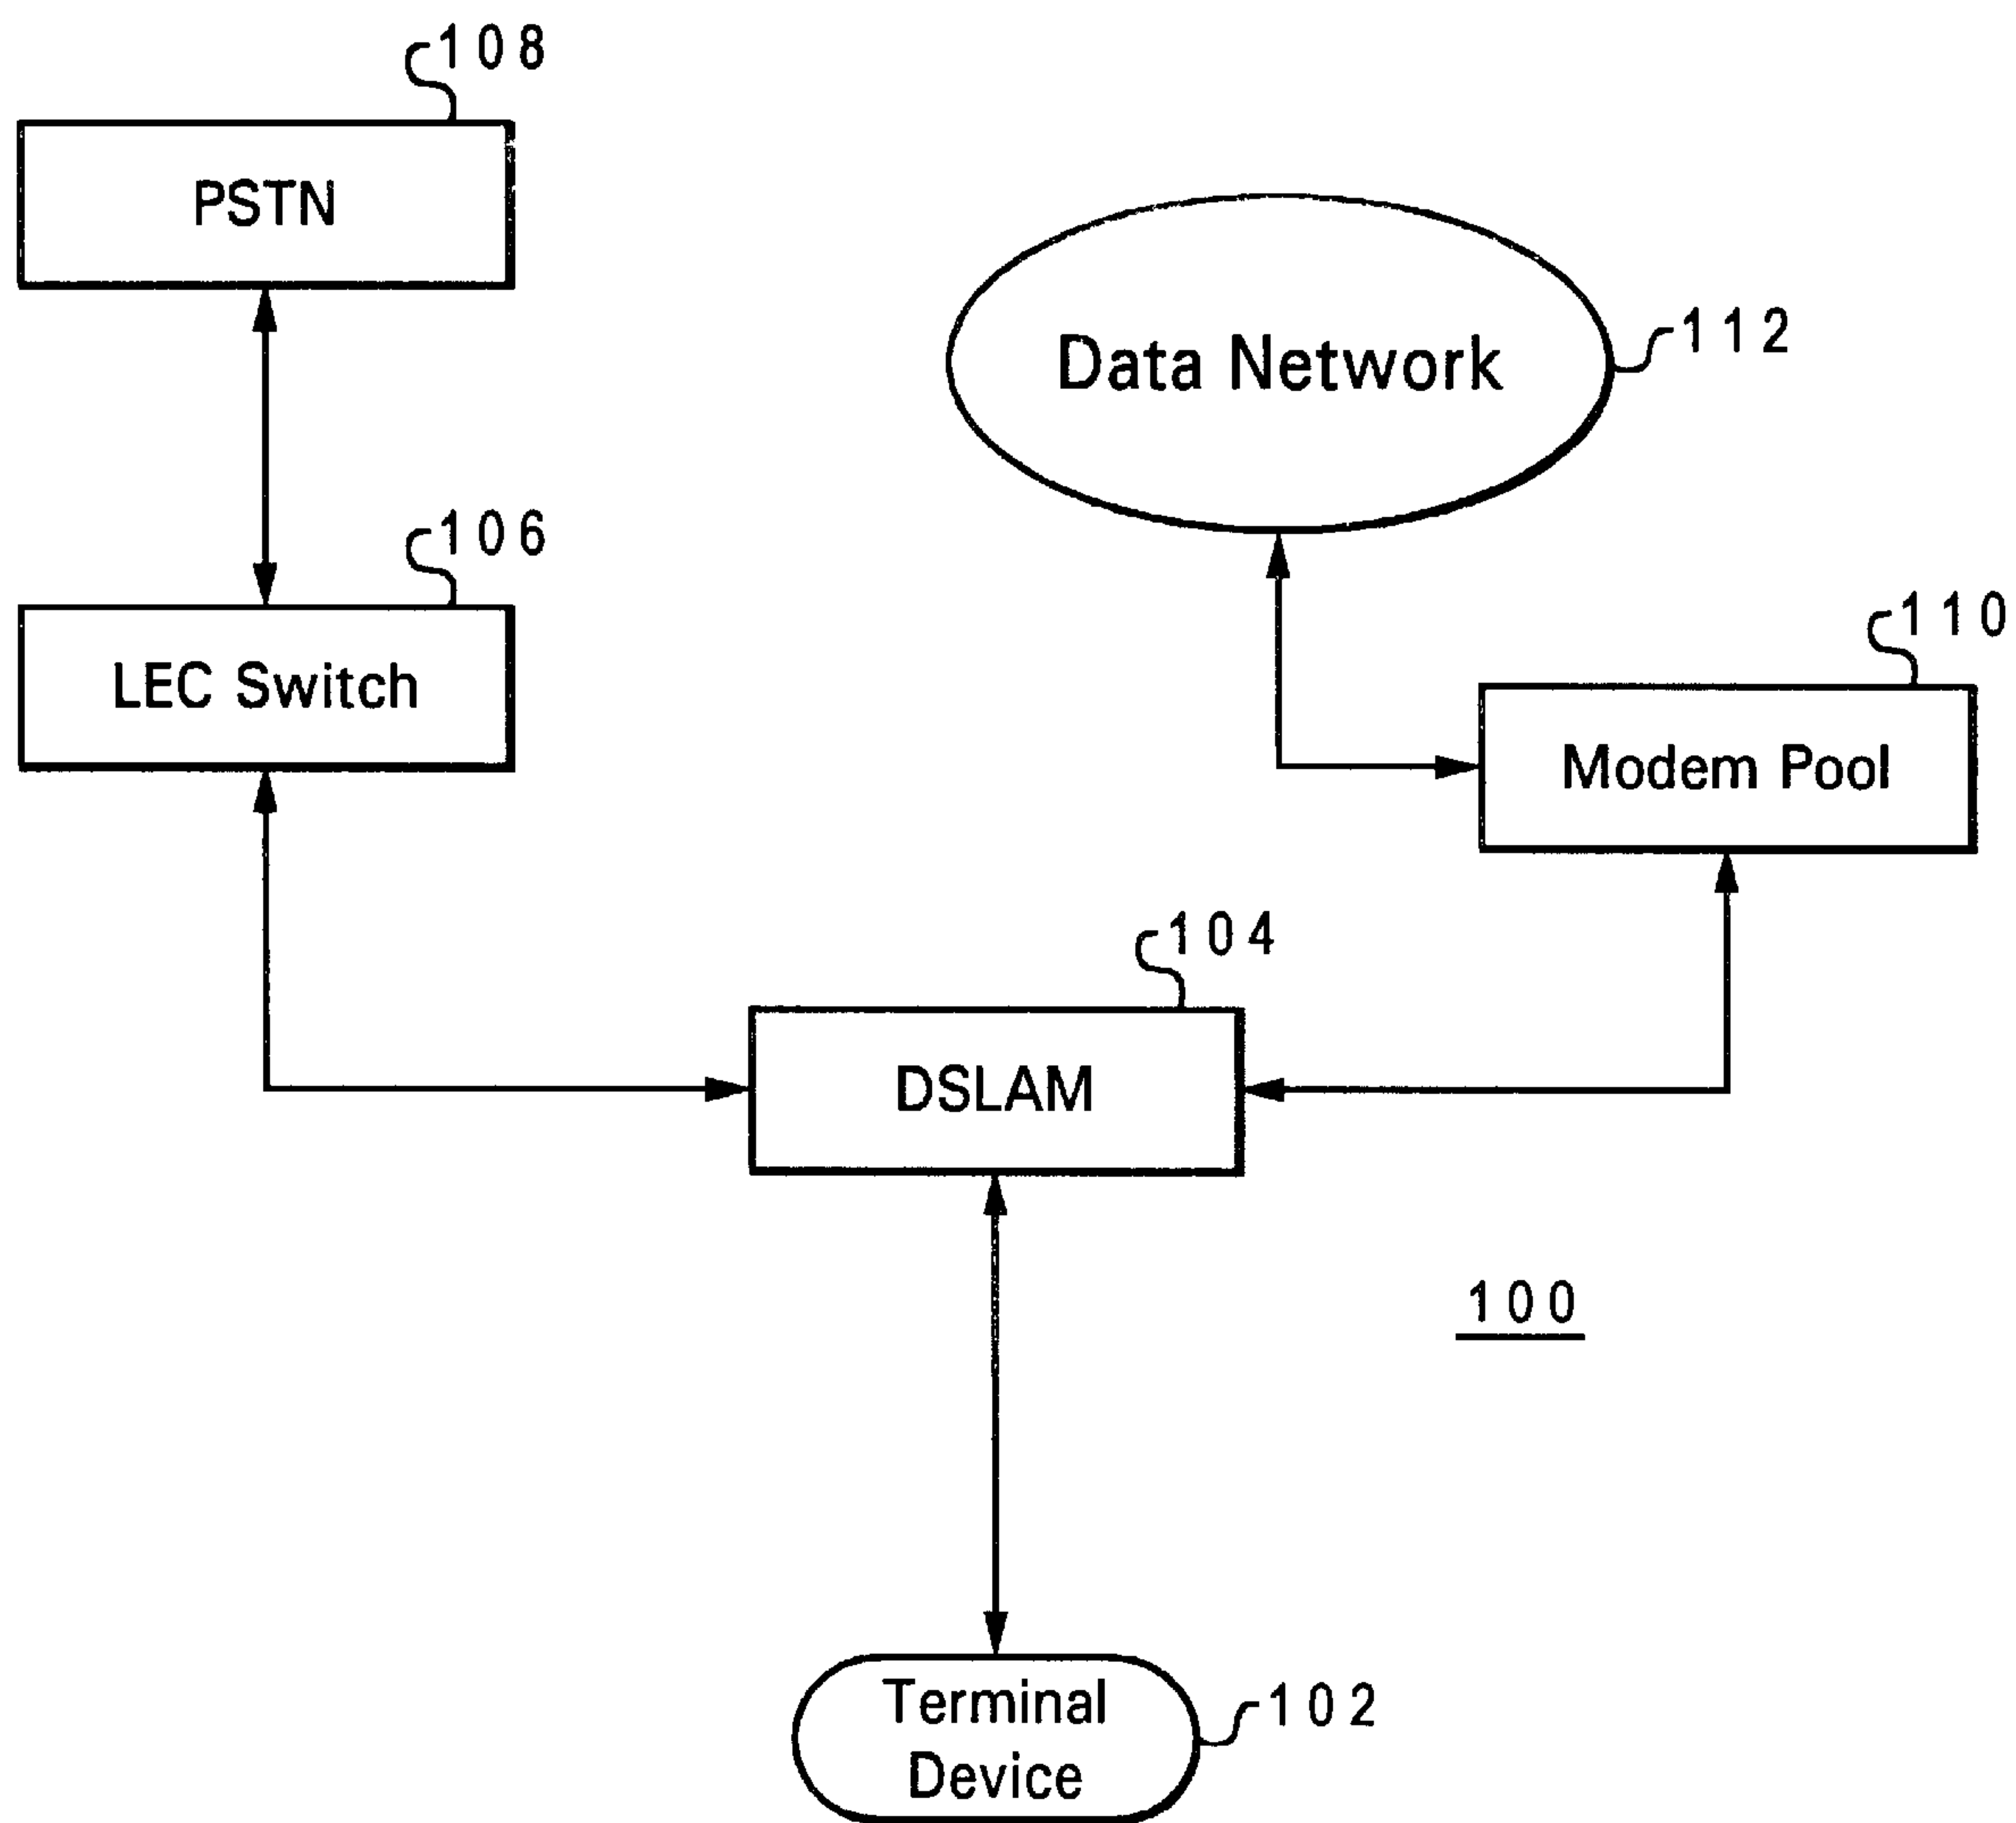 108
PSTN
Data Network
112
106
LEC Switch
110
Modem Pool
104
DSLAM
100
Terminal
Device
102